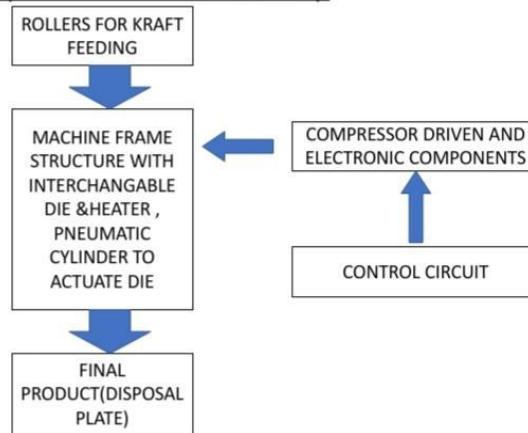 ROLLERS FOR KRAFT
FEEDING
MACHINE FRAME
STRUCTURE WITH
INTERCHANGABLE
DIE &HEATER ,
PNEUMATIC
CYLINDER TO
ACTUATE DIE
COMPRESSOR DRIVEN AND
ELECTRONIC COMPONENTS
CONTROL CIRCUIT
FINAL
PRODUCT(DISPOSAL
PLATE)